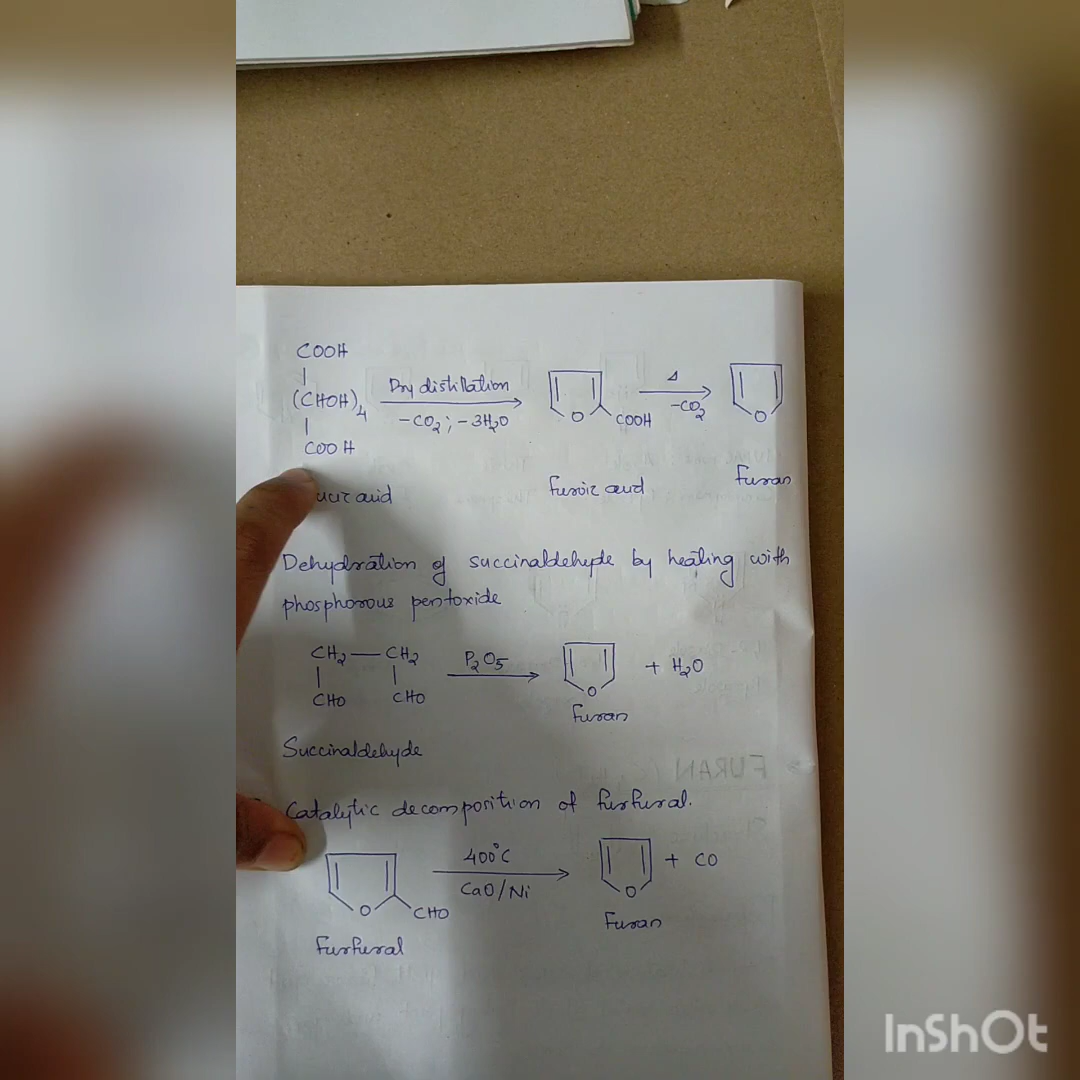 COOH
(CHOH)4
COOH
Dry distillation
-CO2 ; -3H2O
O
COOH
Δ
-CO2
O
acid
Furoic acid
Furan
Dehydration of succinaldehyde by heating with
phosphorous pentoxide
CH2 — CH2
CHO
CHO
P2O5
O
+ H2O
Furan
Succinaldehyde
Catalytic decomposition of furfural.
O
CHO
400°C
CaO/Ni
O
+ CO
Furfural
Furan
FURAN
InShOt